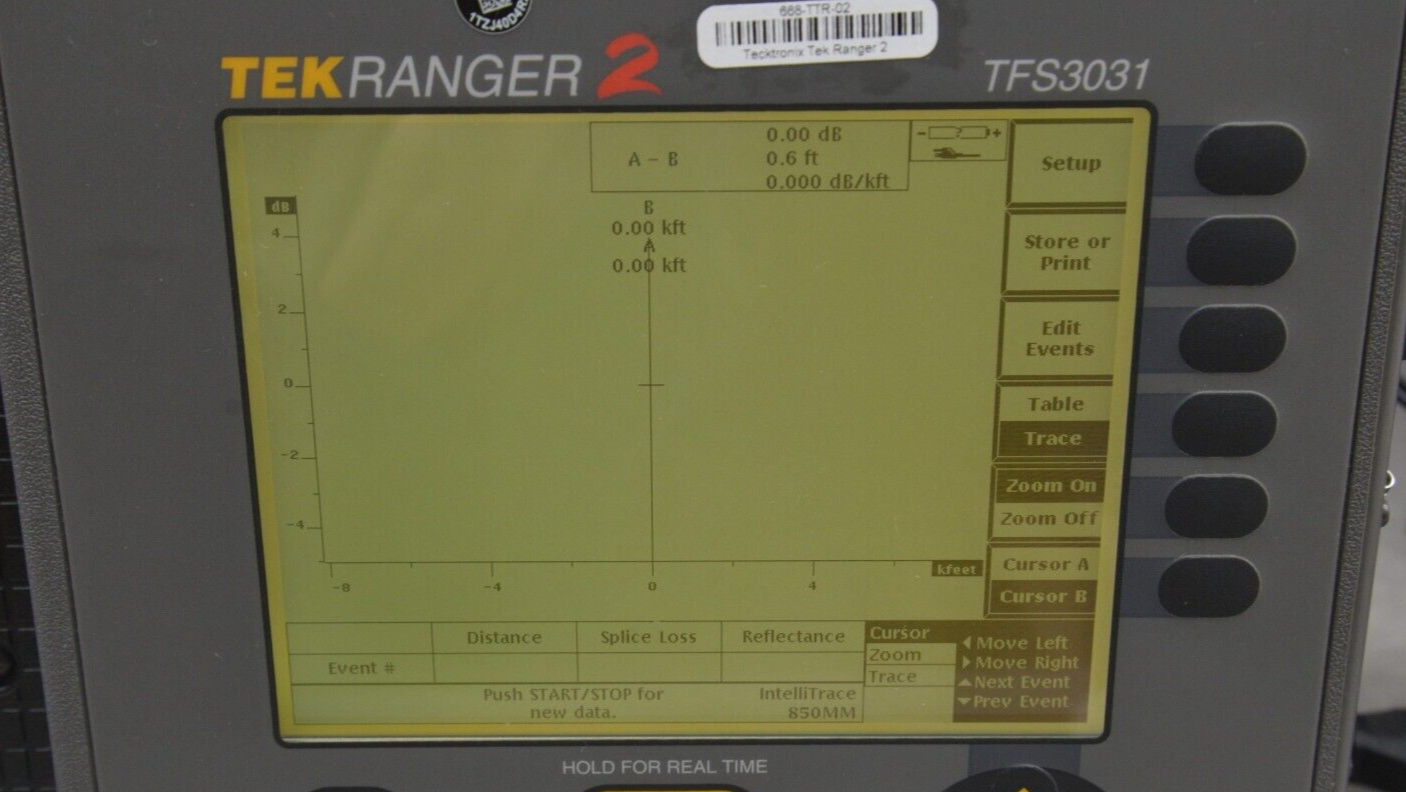 1TZJ40D4R
668-TTR-02
Tecktronix Tek Ranger 2
TEKRANGER 2
TFS3031
A - B
0.00 dB
0.6 ft
0.000 dB/kft
- ? +
Setup
dB
B
0.00 kft
A
0.00 kft
Store or
Print
4
2
0
-2
-4
Edit
Events
Table
Trace
Zoom On
Zoom Off
Cursor A
Cursor B
kfeet
-8 -4 0 4
Distance Splice Loss Reflectance
Event #
Push START/STOP for
new data.
IntelliTrace
850MM
Cursor
Zoom
Trace
Move Left
Move Right
Next Event
Prev Event
HOLD FOR REAL TIME